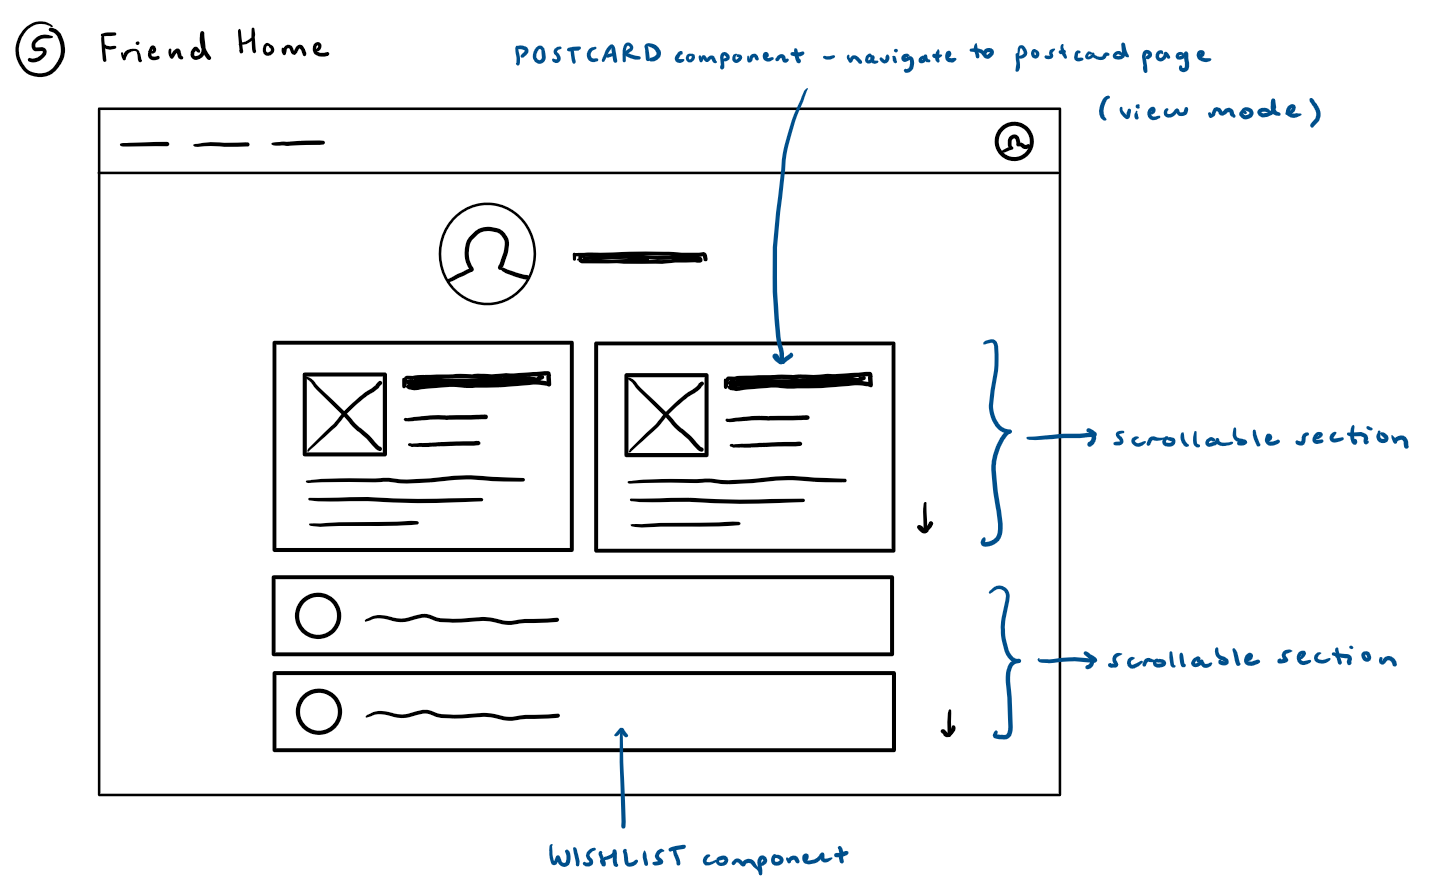 5 Friend Home
POSTCARD component - navigate to postcard page
(view mode)
scrollable section
scrollable section
WISHLIST component